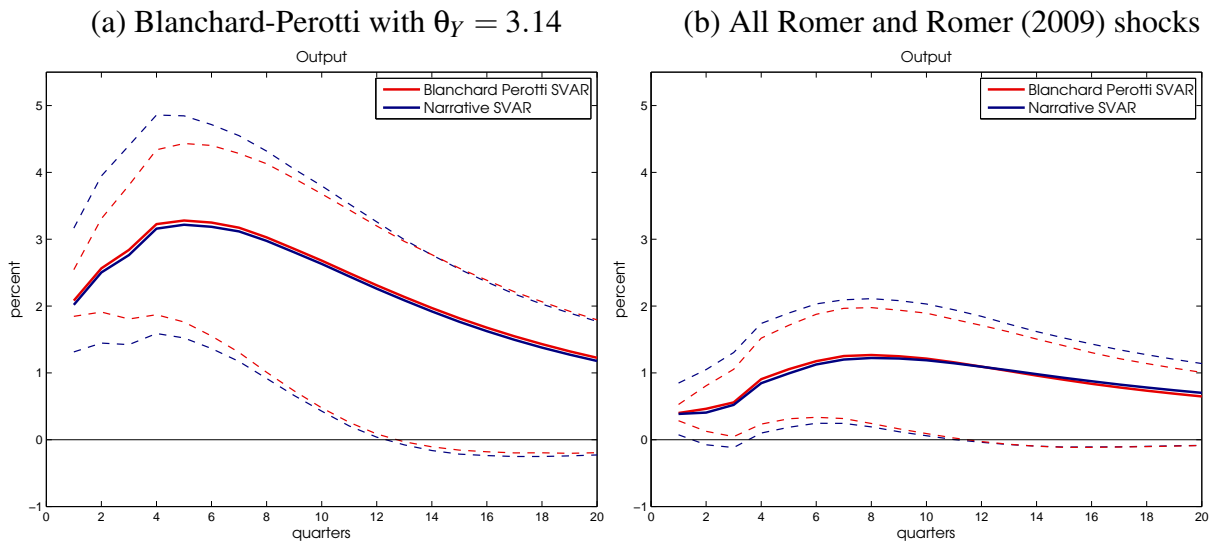 (a) Blanchard-Perotti with θ_Y = 3.14
Output
Blanchard Perotti SVAR
Narrative SVAR
percent
5
4
3
2
1
0
−1
0 2 4 6 8 10 12 14 16 18 20
quarters
(b) All Romer and Romer (2009) shocks
Output
Blanchard Perotti SVAR
Narrative SVAR
percent
5
4
3
2
1
0
−1
0 2 4 6 8 10 12 14 16 18 20
quarters